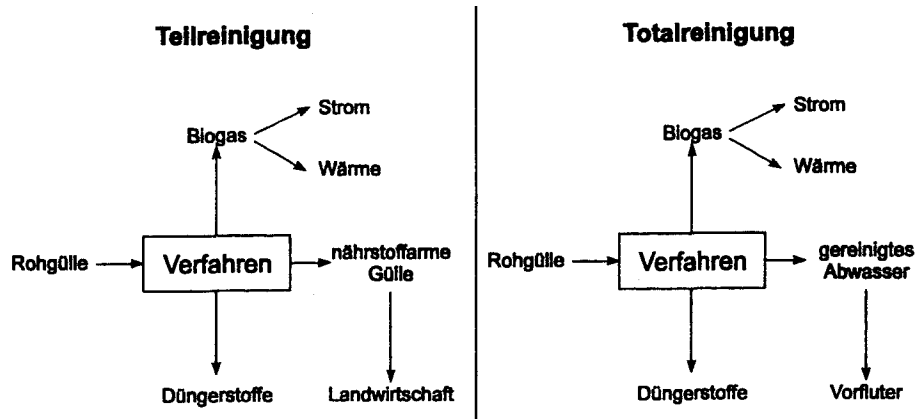 Teilreinigung
Strom
Biogas
Wärme
Rohgülle
Verfahren
nährstoffarme
Gülle
Düngerstoffe
Landwirtschaft
Totalreinigung
Strom
Biogas
Wärme
Rohgülle
Verfahren
gereinigtes
Abwasser
Düngerstoffe
Vorfluter